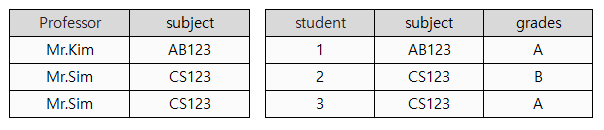 Professor subject
Mr.Kim AB123
Mr.Sim CS123
Mr.Sim CS123
student subject grades
1 AB123 A
2 CS123 B
3 CS123 A